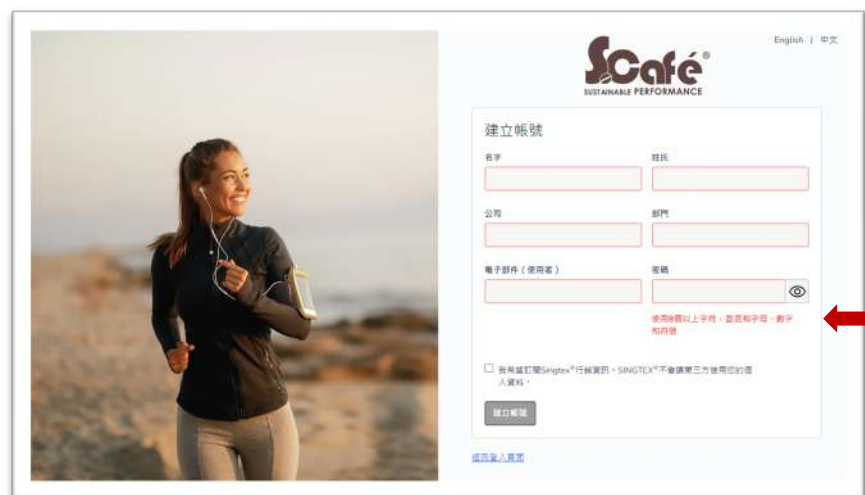 English | 中文
S.Café®
SUSTAINABLE PERFORMANCE
建立帳號
名字 姓氏
公司 部門
電子郵件 ( 使用者 ) 密碼
使用8個以上字符，並混和字母、數字
和符號
我希望訂閱Singtex®行銷資訊。SINGTEX®不會讓第三方使用您的個
人資料。
建立帳號
返回登入頁面